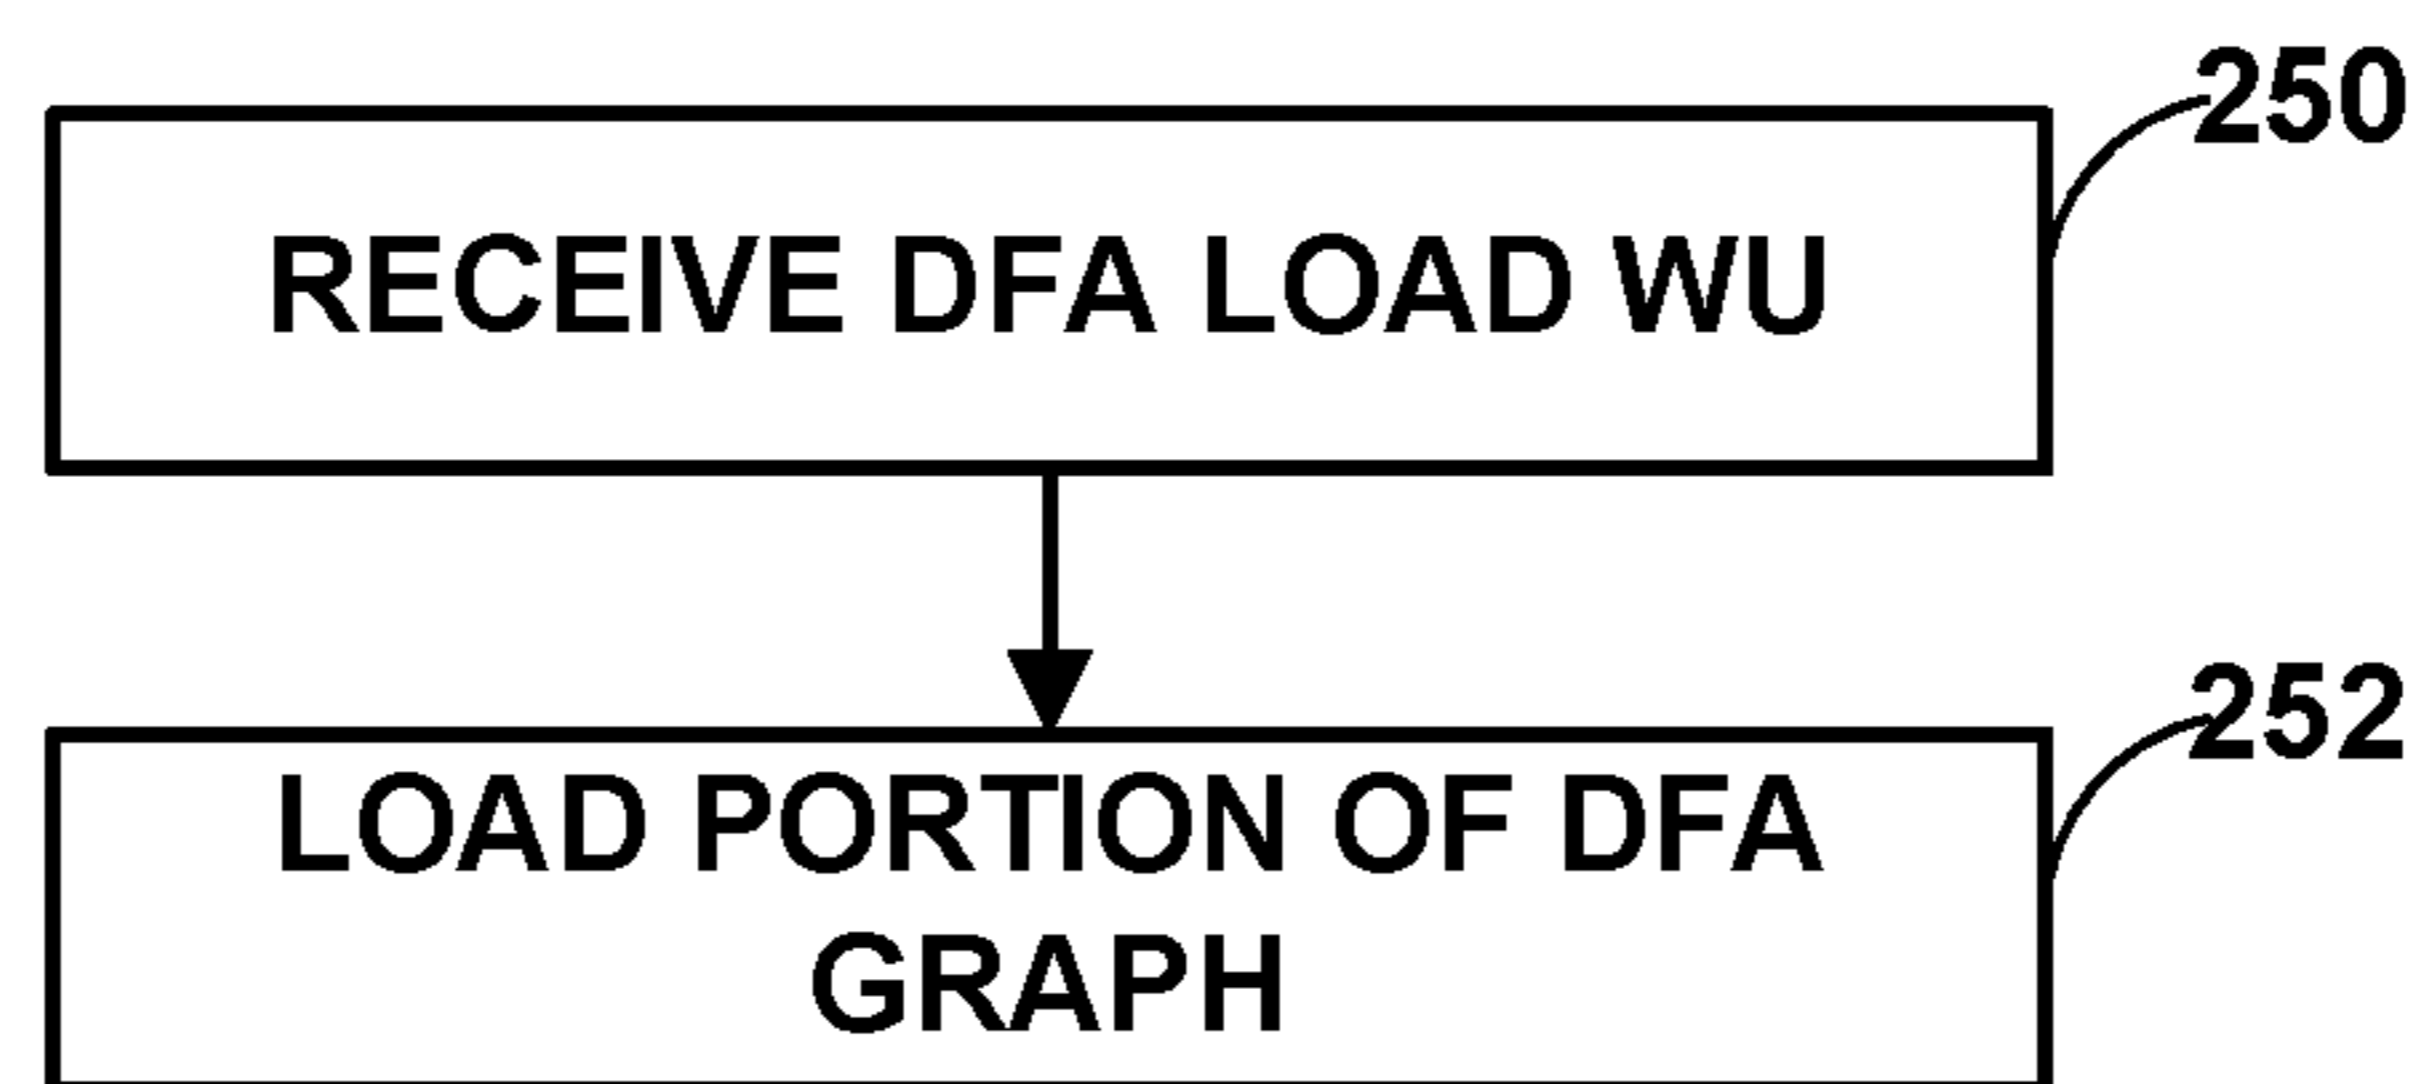 250
RECEIVE DFA LOAD WU
252
LOAD PORTION OF DFA
GRAPH